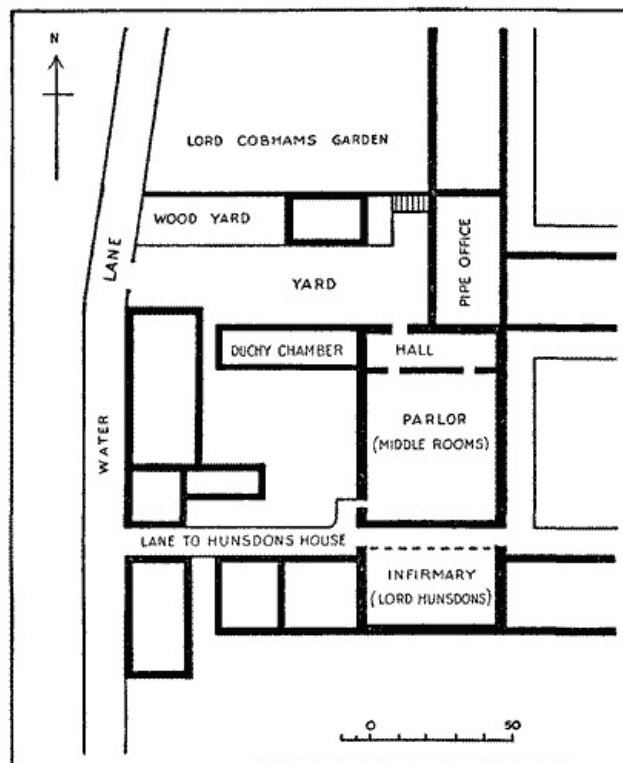 N
LORD COBHAMS GARDEN
WOOD YARD
LANE
YARD
PIPE OFFICE
DUCHY CHAMBER
HALL
PARLOR
(MIDDLE ROOMS)
WATER
LANE TO HUNSDONS HOUSE
INFIRMARY
(LORD HUNSDONS)
0 50